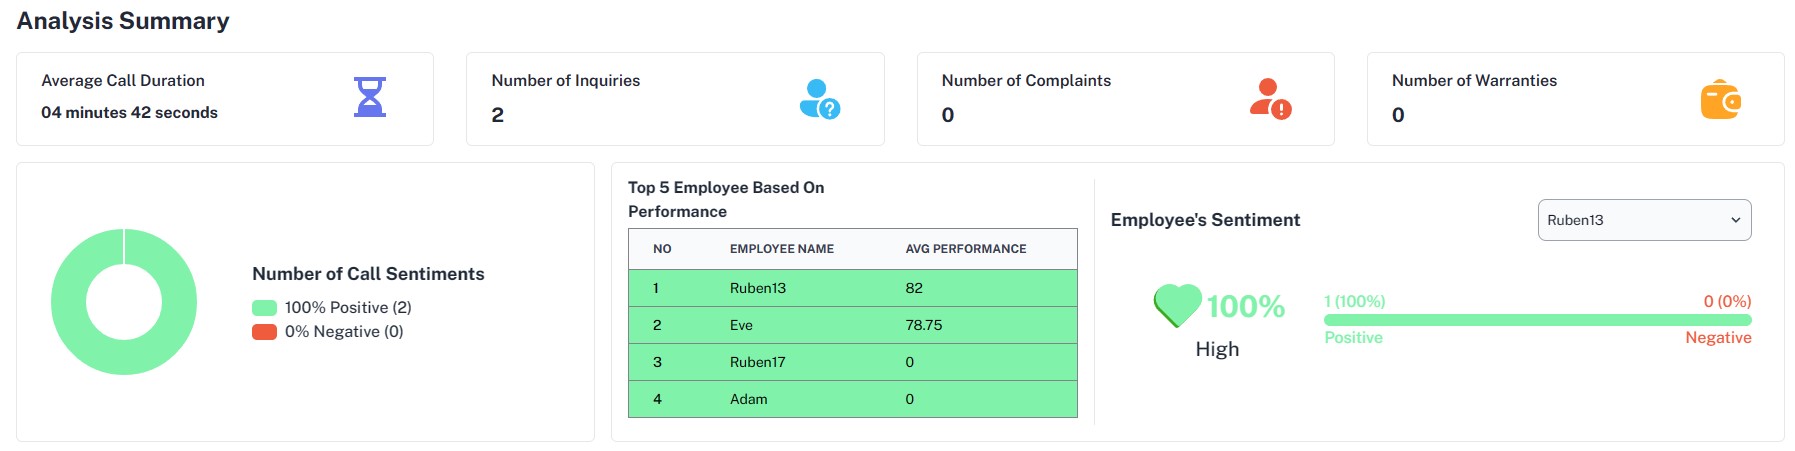 Analysis Summary
Average Call Duration
04 minutes 42 seconds
Number of Inquiries
2
?
Number of Complaints
0
!
Number of Warranties
0
Number of Call Sentiments
100% Positive (2)
0% Negative (0)
Top 5 Employee Based On
Performance
NO EMPLOYEE NAME AVG PERFORMANCE
1 Ruben13 82
2 Eve 78.75
3 Ruben17 0
4 Adam 0
Employee's Sentiment
Ruben13
100%
High
1 (100%) 0 (0%)
Positive Negative